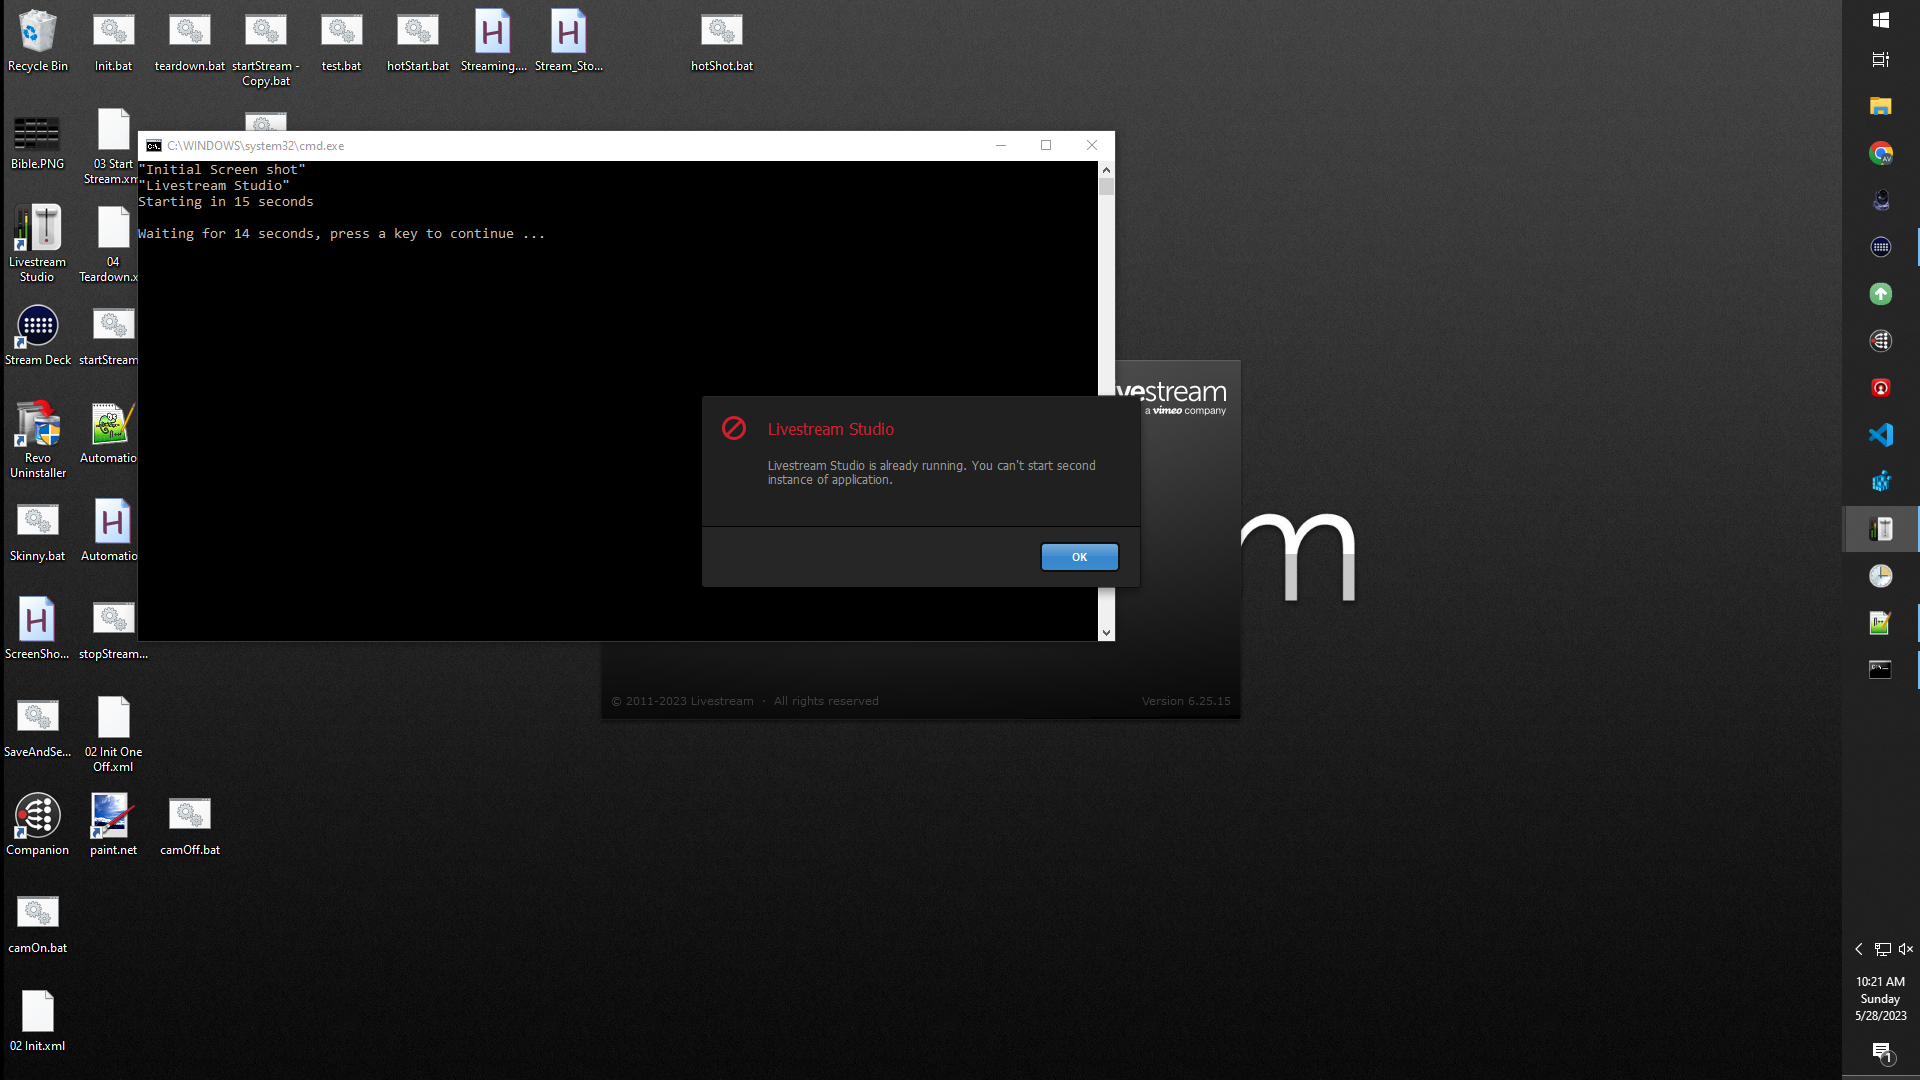 Recycle Bin
Init.bat
teardown.bat
startStream -
Copy.bat
test.bat
hotStart.bat
Streaming....
Stream_Sto...
hotShot.bat
Bible.PNG
03 Start
Stream.xm
C:\WINDOWS\system32\cmd.exe
"Initial Screen shot"
"Livestream Studio"
Starting in 15 seconds
Waiting for 14 seconds, press a key to continue ...
Livestream
Studio
04
Teardown.x
Stream Deck
startStream
vestream
a vimeo company
Livestream Studio
Livestream Studio is already running. You can't start second
instance of application.
OK
m
Revo
Uninstaller
Automatio
Skinny.bat
Automatio
ScreenSho...
stopStream...
© 2011-2023 Livestream · All rights reserved
Version 6.25.15
SaveAndSe...
02 Init One
Off.xml
Companion
paint.net
camOff.bat
camOn.bat
02 Init.xml
AV
10:21 AM
Sunday
5/28/2023
1